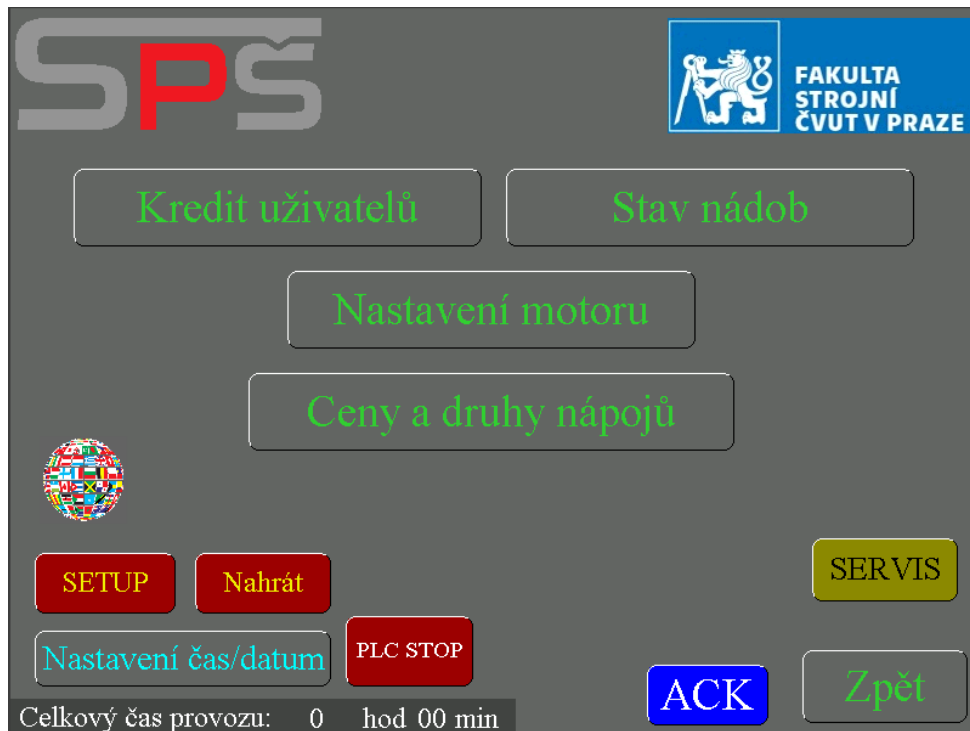 SPŠ
FAKULTA
STROJNÍ
ČVUT V PRAZE
Kredit uživatelů
Stav nádob
Nastavení motoru
Ceny a druhy nápojů
SETUP
Nahrát
SERVIS
Nastavení čas/datum
PLC STOP
ACK
Zpět
Celkový čas provozu: 0 hod 00 min